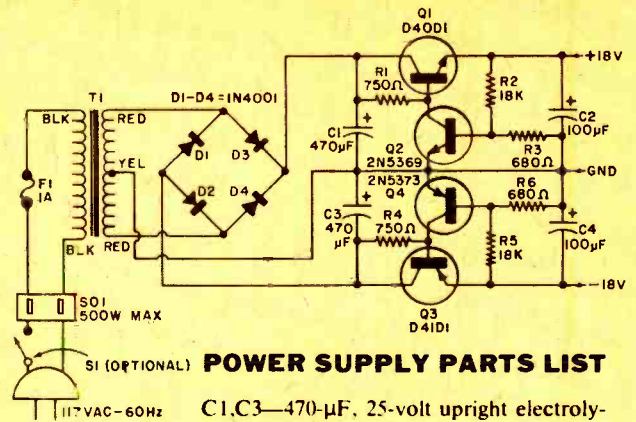 Q1
D40D1
+18V
T1
D1-D4=1N4001
R1
750Ω
R2
18K
BLK
RED
+
C1
470µF
+
C2
100µF
D1
D3
YEL
Q2
2N5369
R3
680Ω
F1
1A
GND
D2
D4
2N5373
Q4
R6
680Ω
+
C3
470
µF
R4
750Ω
+
C4
100µF
RED
R5
18K
BLK
-18V
SO1
500W MAX
Q3
D41D1
S1 (OPTIONAL)
POWER SUPPLY PARTS LIST
117VAC-60Hz
C1,C3—470-µF, 25-volt upright electroly-